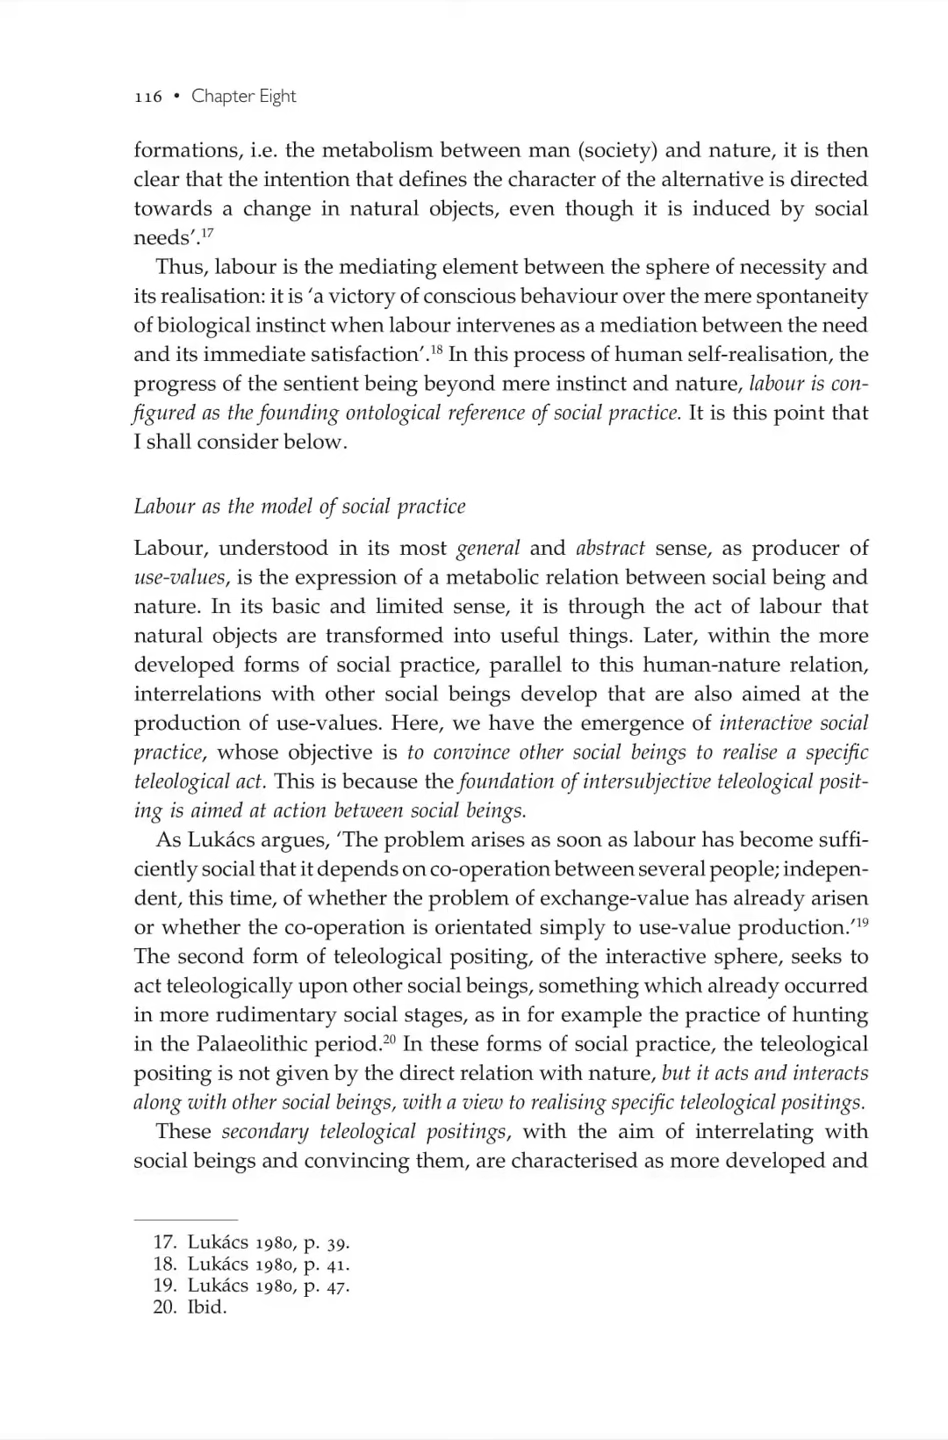 116 • Chapter Eight
formations, i.e. the metabolism between man (society) and nature, it is then
clear that the intention that defines the character of the alternative is directed
towards a change in natural objects, even though it is induced by social
needs’.17
Thus, labour is the mediating element between the sphere of necessity and
its realisation: it is ‘a victory of conscious behaviour over the mere spontaneity
of biological instinct when labour intervenes as a mediation between the need
and its immediate satisfaction’.18 In this process of human self-realisation, the
progress of the sentient being beyond mere instinct and nature, labour is con-
figured as the founding ontological reference of social practice. It is this point that
I shall consider below.
Labour as the model of social practice
Labour, understood in its most general and abstract sense, as producer of
use-values, is the expression of a metabolic relation between social being and
nature. In its basic and limited sense, it is through the act of labour that
natural objects are transformed into useful things. Later, within the more
developed forms of social practice, parallel to this human-nature relation,
interrelations with other social beings develop that are also aimed at the
production of use-values. Here, we have the emergence of interactive social
practice, whose objective is to convince other social beings to realise a specific
teleological act. This is because the foundation of intersubjective teleological posit-
ing is aimed at action between social beings.
As Lukács argues, ‘The problem arises as soon as labour has become suffi-
ciently social that it depends on co-operation between several people; indepen-
dent, this time, of whether the problem of exchange-value has already arisen
or whether the co-operation is orientated simply to use-value production.’19
The second form of teleological positing, of the interactive sphere, seeks to
act teleologically upon other social beings, something which already occurred
in more rudimentary social stages, as in for example the practice of hunting
in the Palaeolithic period.20 In these forms of social practice, the teleological
positing is not given by the direct relation with nature, but it acts and interacts
along with other social beings, with a view to realising specific teleological positings.
These secondary teleological positings, with the aim of interrelating with
social beings and convincing them, are characterised as more developed and
17. Lukács 1980, p. 39.
18. Lukács 1980, p. 41.
19. Lukács 1980, p. 47.
20. Ibid.